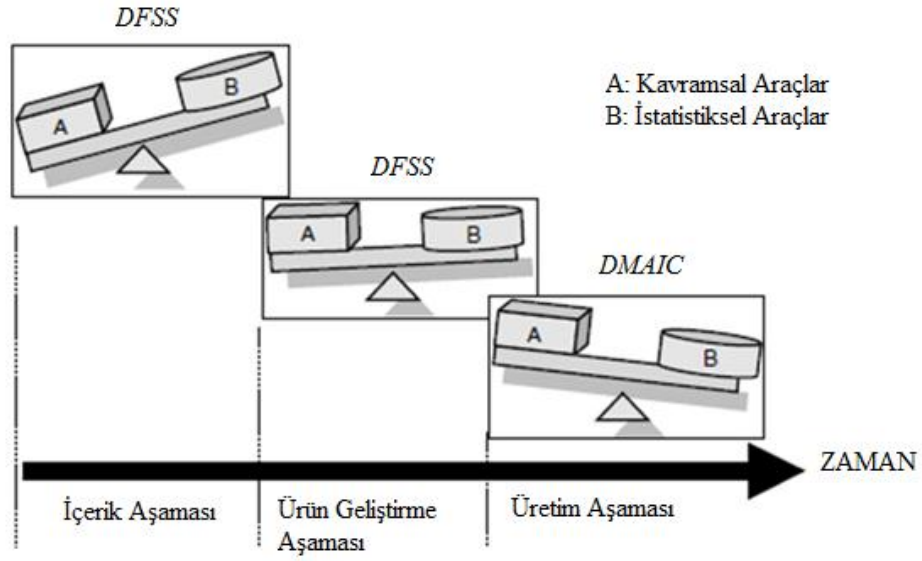 DFSS
A
B
A: Kavramsal Araçlar
B: İstatistiksel Araçlar
DFSS
A
B
DMAIC
A
B
ZAMAN
İçerik Aşaması
Ürün Geliştirme
Aşaması
Üretim Aşaması